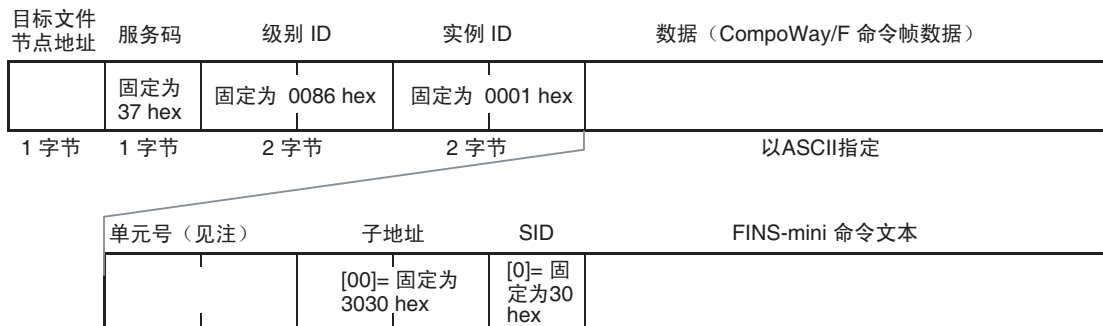 目标文件
节点地址 服务码 级别 ID 实例 ID 数据（CompoWay/F 命令帧数据）
固定为
37 hex 固定为 0086 hex 固定为 0001 hex
1 字节 1 字节 2 字节 2 字节 以ASCII指定
单元号（见注） 子地址 SID FINS-mini 命令文本
[00]= 固定为
3030 hex
[0]= 固
定为30
hex